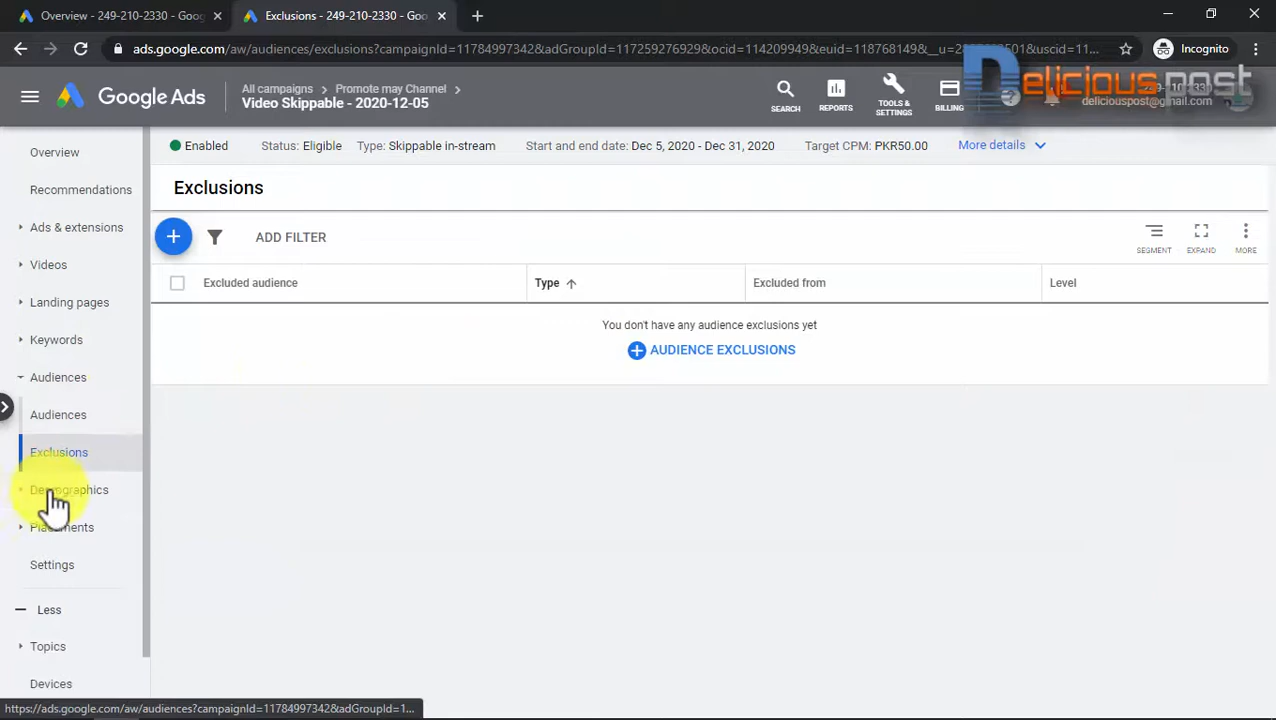 Overview - 249-210-2330 - Goog
Exclusions - 249-210-2330 - Goo
ads.google.com/aw/audiences/exclusions?campaignId=11784997342&adGroupId=117259276929&ocid=114209949&euid=118768149&__u=
Incognito
Google Ads
All campaigns
Promote may Channel
Video Skippable - 2020-12-05
SEARCH
REPORTS
TOOLS & SETTINGS
BILLING
Deliciouspost
deliciouspost@gmail.com
Overview
Enabled
Status: Eligible
Type: Skippable in-stream
Start and end date: Dec 5, 2020 - Dec 31, 2020
Target CPM: PKR50.00
More details
Recommendations
Exclusions
Ads & extensions
ADD FILTER
SEGMENT
EXPAND
MORE
Videos
Excluded audience
Type
Excluded from
Level
Landing pages
You don't have any audience exclusions yet
Keywords
AUDIENCE EXCLUSIONS
Audiences
Audiences
Exclusions
Demographics
Placements
Settings
Less
Topics
Devices
https://ads.google.com/aw/audiences?campaignId=11784997342&adGroupId=1...